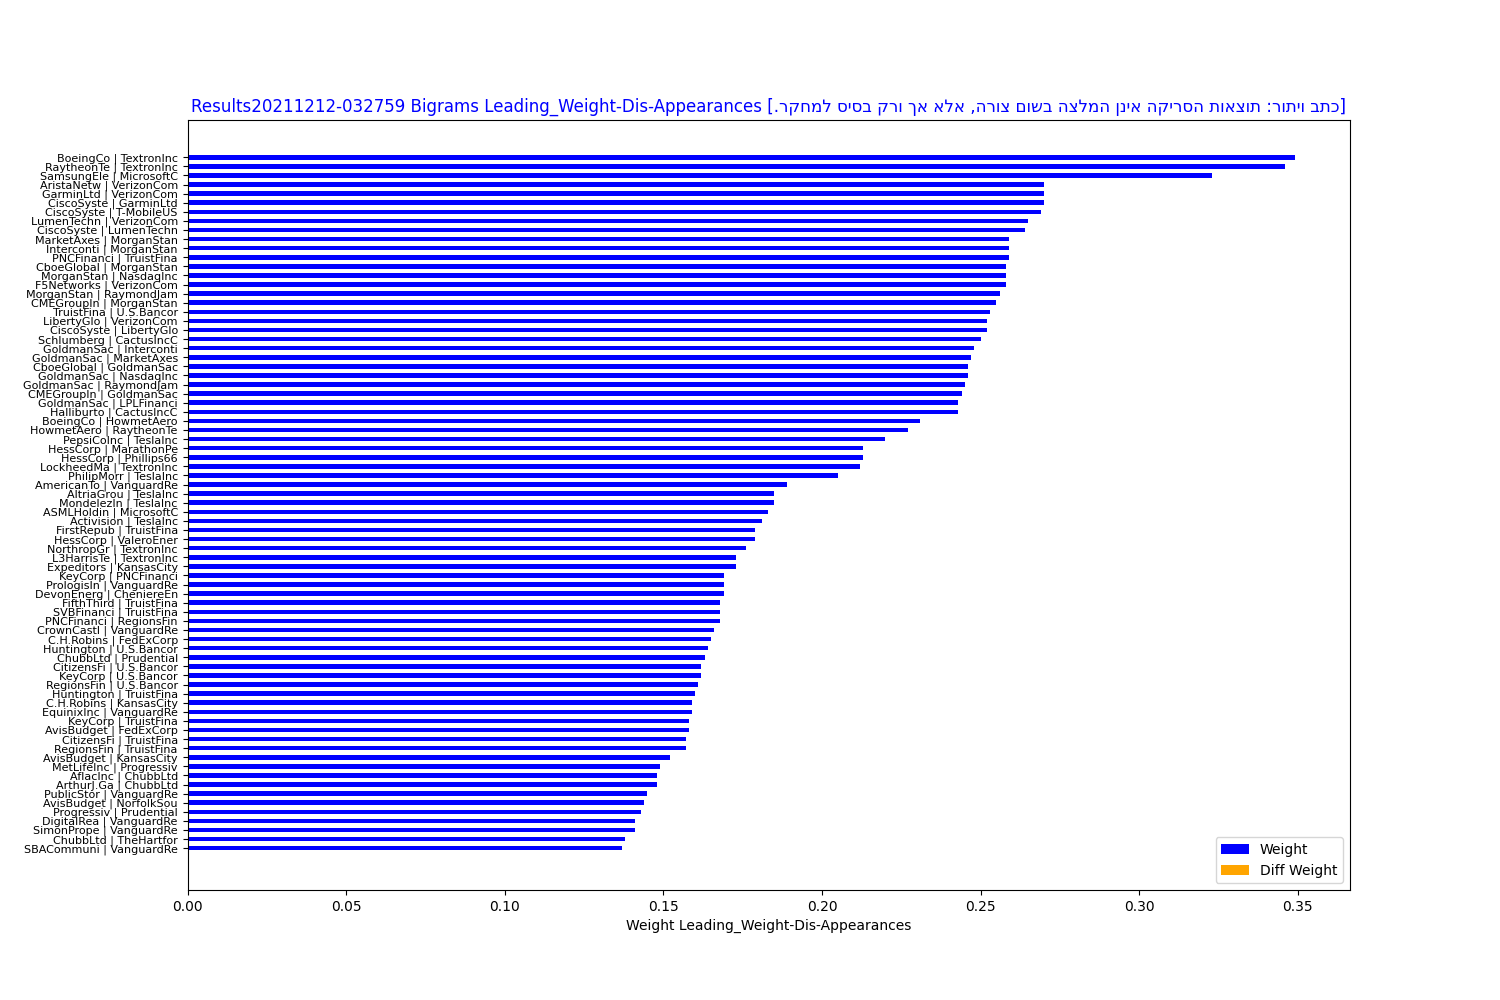 Results20211212-032759 Bigrams Leading_Weight-Dis-Appearances [כתב ויתור: תוצאות הסריקה אינן המלצה בשום צורה, אלא אך ורק בסיס למחקר.]
BoeingCo | TextronInc
RaytheonTe | TextronInc
SamsungEle | MicrosoftC
AristaNetw | VerizonCom
GarminLtd | VerizonCom
CiscoSyste | GarminLtd
CiscoSyste | T-MobileUS
LumenTechn | VerizonCom
CiscoSyste | LumenTechn
MarketAxes | MorganStan
Interconti | MorganStan
PNCFinanci | TruistFina
CboeGlobal | MorganStan
MorganStan | NasdaqInc
F5Networks | VerizonCom
MorganStan | RaymondJam
CMEGroupIn | MorganStan
TruistFina | U.S.Bancor
LibertyGlo | VerizonCom
CiscoSyste | LibertyGlo
Schlumberg | CactusIncC
GoldmanSac | Interconti
GoldmanSac | MarketAxes
CboeGlobal | GoldmanSac
GoldmanSac | NasdaqInc
GoldmanSac | RaymondJam
CMEGroupIn | GoldmanSac
GoldmanSac | LPLFinanci
Halliburto | CactusIncC
BoeingCo | HowmetAero
HowmetAero | RaytheonTe
PepsiCoInc | TeslaInc
HessCorp | MarathonPe
HessCorp | Phillips66
LockheedMa | TextronInc
PhilipMorr | TeslaInc
AmericanTo | VanguardRe
AltriaGrou | TeslaInc
MondelezIn | TeslaInc
ASMLHoldin | MicrosoftC
Activision | TeslaInc
FirstRepub | TruistFina
HessCorp | ValeroEner
NorthropGr | TextronInc
L3HarrisTe | TextronInc
Expeditors | KansasCity
KeyCorp | PNCFinanci
PrologisIn | VanguardRe
DevonEnerg | CheniereEn
FifthThird | TruistFina
SVBFinanci | TruistFina
PNCFinanci | RegionsFin
CrownCastl | VanguardRe
C.H.Robins | FedExCorp
Huntington | U.S.Bancor
ChubbLtd | Prudential
CitizensFi | U.S.Bancor
KeyCorp | U.S.Bancor
RegionsFin | U.S.Bancor
Huntington | TruistFina
C.H.Robins | KansasCity
EquinixInc | VanguardRe
KeyCorp | TruistFina
AvisBudget | FedExCorp
CitizensFi | TruistFina
RegionsFin | TruistFina
AvisBudget | KansasCity
MetLifeInc | Progressiv
AflacInc | ChubbLtd
ArthurJ.Ga | ChubbLtd
PublicStor | VanguardRe
AvisBudget | NorfolkSou
Progressiv | Prudential
DigitalRea | VanguardRe
SimonPrope | VanguardRe
ChubbLtd | TheHartfor
SBACommuni | VanguardRe
Weight
Diff Weight
0.00 0.05 0.10 0.15 0.20 0.25 0.30 0.35
Weight Leading_Weight-Dis-Appearances